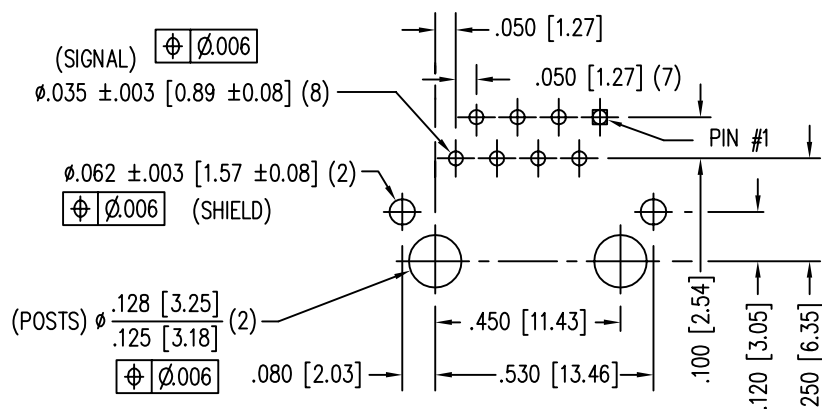 .050 [1.27]
⌖ Ø.006
(SIGNAL)
.050 [1.27] (7)
Ø.035 ±.003 [0.89 ±0.08] (8)
PIN #1
Ø.062 ±.003 [1.57 ±0.08] (2)
⌖ Ø.006 (SHIELD)
.128 [3.25]
(POSTS) Ø (2)
.125 [3.18]
.450 [11.43]
⌖ Ø.006
.080 [2.03]
.530 [13.46]
.100 [2.54]
.120 [3.05]
.250 [6.35]